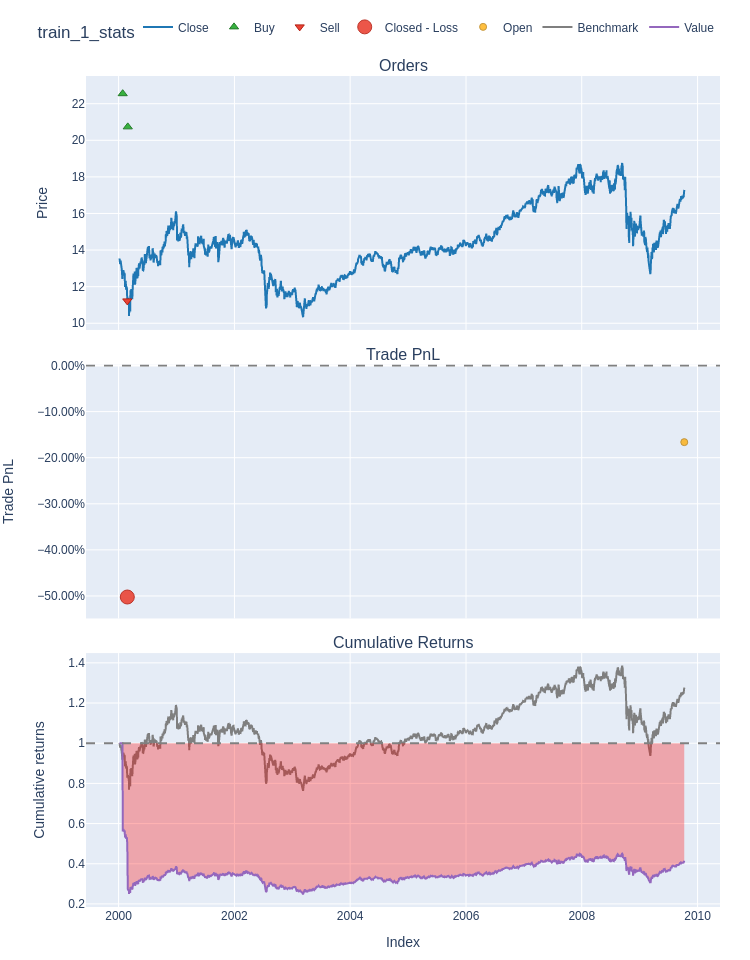 train_1_stats
Close
Buy
Sell
Closed - Loss
Open
Benchmark
Value
Orders
22
20
18
16
14
12
10
Price
Trade PnL
0.00%
−10.00%
−20.00%
−30.00%
−40.00%
−50.00%
Trade PnL
Cumulative Returns
1.4
1.2
1
0.8
0.6
0.4
0.2
Cumulative returns
2000
2002
2004
2006
2008
2010
Index